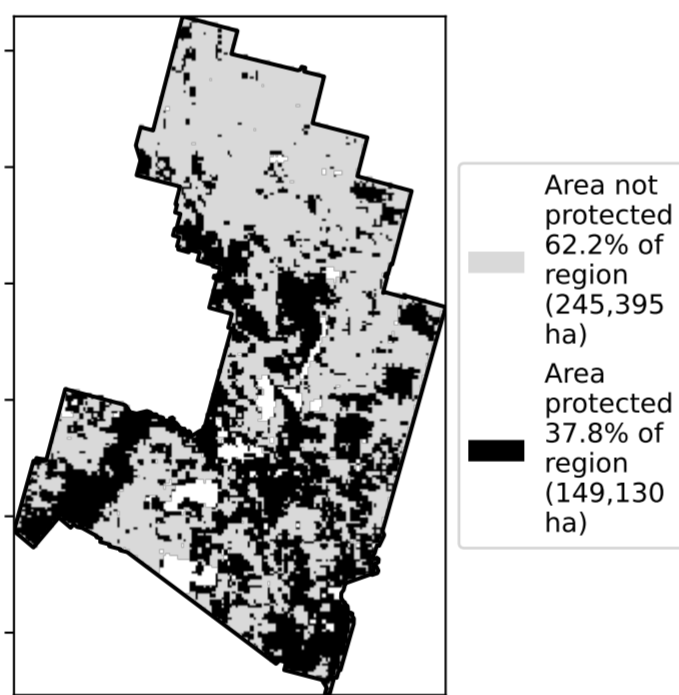 Area not
protected
62.2% of
region
(245,395
ha)
Area
protected
37.8% of
region
(149,130
ha)